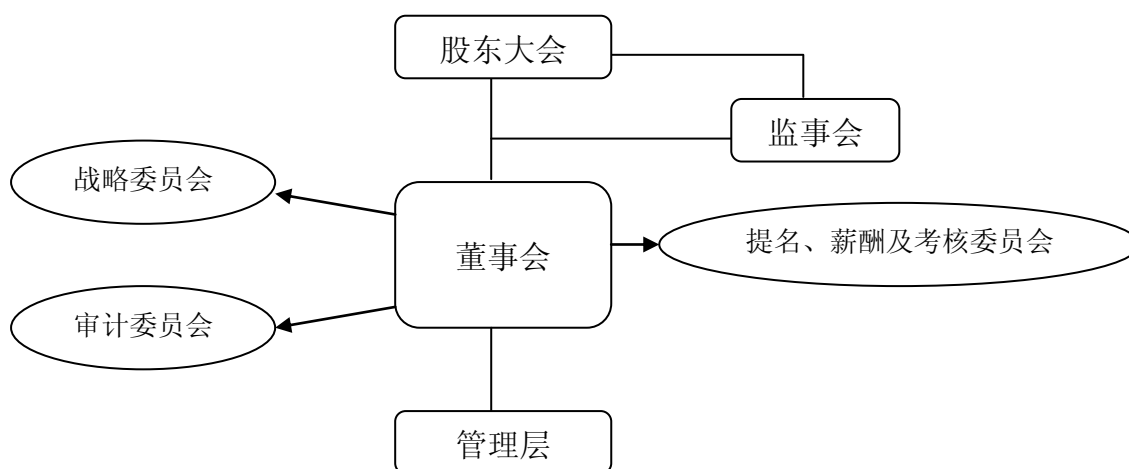 股东大会
监事会
战略委员会
董事会
提名、薪酬及考核委员会
审计委员会
管理层